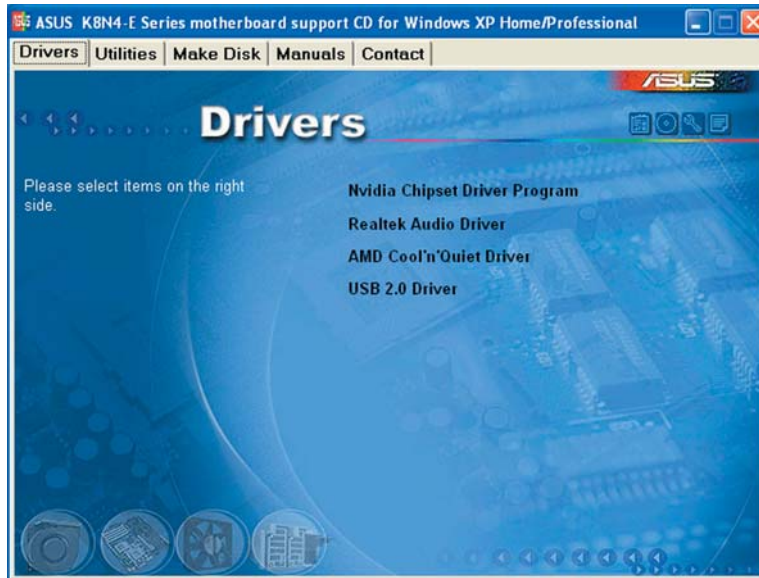 ASUS K8N4-E Series motherboard support CD for Windows XP Home/Professional
Drivers Utilities Make Disk Manuals Contact
ASUS
Drivers
Please select items on the right
side.
Nvidia Chipset Driver Program
Realtek Audio Driver
AMD Cool'n'Quiet Driver
USB 2.0 Driver